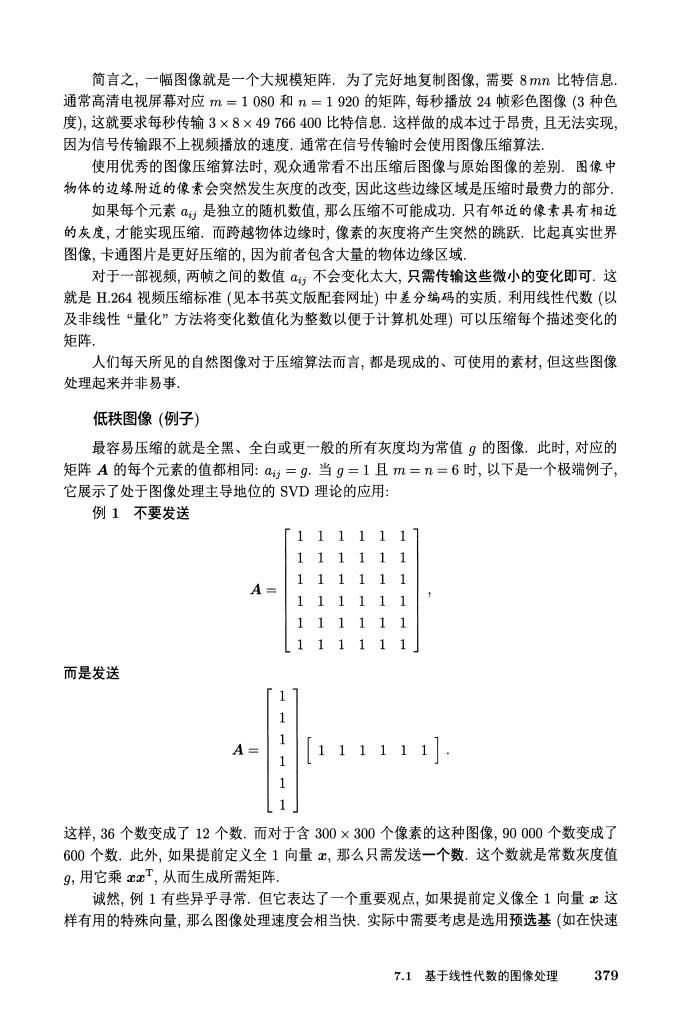 简言之, 一幅图像就是一个大规模矩阵. 为了完好地复制图像, 需要 8mn 比特信息.
通常高清电视屏幕对应 m = 1 080 和 n = 1 920 的矩阵, 每秒播放 24 帧彩色图像 (3 种色
度), 这就要求每秒传输 3 × 8 × 49 766 400 比特信息. 这样做的成本过于昂贵, 且无法实现,
因为信号传输跟不上视频播放的速度. 通常在信号传输时会使用图像压缩算法.
使用优秀的图像压缩算法时, 观众通常看不出压缩后图像与原始图像的差别. 图像中
物体的边缘附近的像素会突然发生灰度的改变, 因此这些边缘区域是压缩时最费力的部分.
如果每个元素 aij 是独立的随机数值, 那么压缩不可能成功. 只有邻近的像素具有相近
的灰度, 才能实现压缩. 而跨越物体边缘时, 像素的灰度将产生突然的跳跃. 比起真实世界
图像, 卡通图片是更好压缩的, 因为前者包含大量的物体边缘区域.
对于一部视频, 两帧之间的数值 aij 不会变化太大, 只需传输这些微小的变化即可. 这
就是 H.264 视频压缩标准 (见本书英文版配套网址) 中差分编码的实质. 利用线性代数 (以
及非线性 “量化” 方法将变化数值化为整数以便于计算机处理) 可以压缩每个描述变化的
矩阵.
人们每天所见的自然图像对于压缩算法而言, 都是现成的、可使用的素材, 但这些图像
处理起来并非易事.
低秩图像 (例子)
最容易压缩的就是全黑、全白或更一般的所有灰度均为常值 g 的图像. 此时, 对应的
矩阵 A 的每个元素的值都相同: aij = g. 当 g = 1 且 m = n = 6 时, 以下是一个极端例子,
它展示了处于图像处理主导地位的 SVD 理论的应用:
例 1 不要发送
1 1 1 1 1 1
1 1 1 1 1 1
1 1 1 1 1 1
A = 
1 1 1 1 1 1
1 1 1 1 1 1
1 1 1 1 1 1
,
而是发送
1
1
1
A = 
1
1
1
[ 1 1 1 1 1 1 ] .
这样, 36 个数变成了 12 个数. 而对于含 300 × 300 个像素的这种图像, 90 000 个数变成了
600 个数. 此外, 如果提前定义全 1 向量 x, 那么只需发送一个数. 这个数就是常数灰度值
g, 用它乘 xxᵀ, 从而生成所需矩阵.
诚然, 例 1 有些异乎寻常. 但它表达了一个重要观点, 如果提前定义像全 1 向量 x 这
样有用的特殊向量, 那么图像处理速度会相当快. 实际中需要考虑是选用预选基 (如在快速
7.1 基于线性代数的图像处理 379